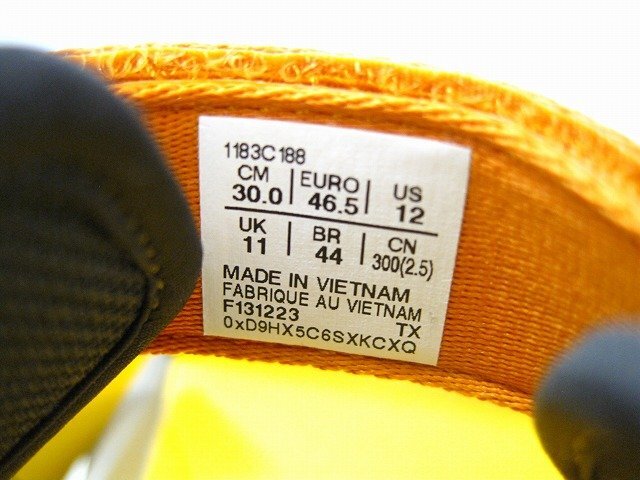 1183C188
CM 30.0 | EURO 46.5 | US 12
UK 11 | BR 44 | CN 300(2.5)
MADE IN VIETNAM
FABRIQUE AU VIETNAM
F131223 TX
0xD9HX5C6SXKCXQ